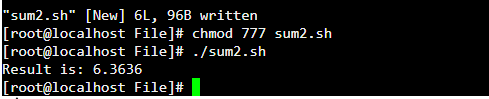 "sum2.sh" [New] 6L, 96B written
[root@localhost File]# chmod 777 sum2.sh
[root@localhost File]# ./sum2.sh
Result is: 6.3636
[root@localhost File]#